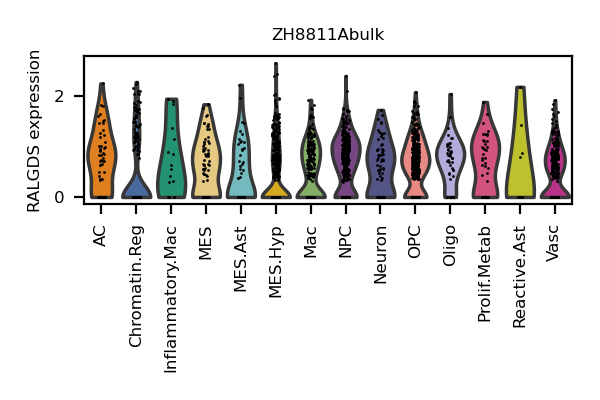 ZH8811Abulk
RALGDS expression
2
0
AC
Chromatin.Reg
Inflammatory.Mac
MES
MES.Ast
MES.Hyp
Mac
NPC
Neuron
OPC
Oligo
Prolif.Metab
Reactive.Ast
Vasc